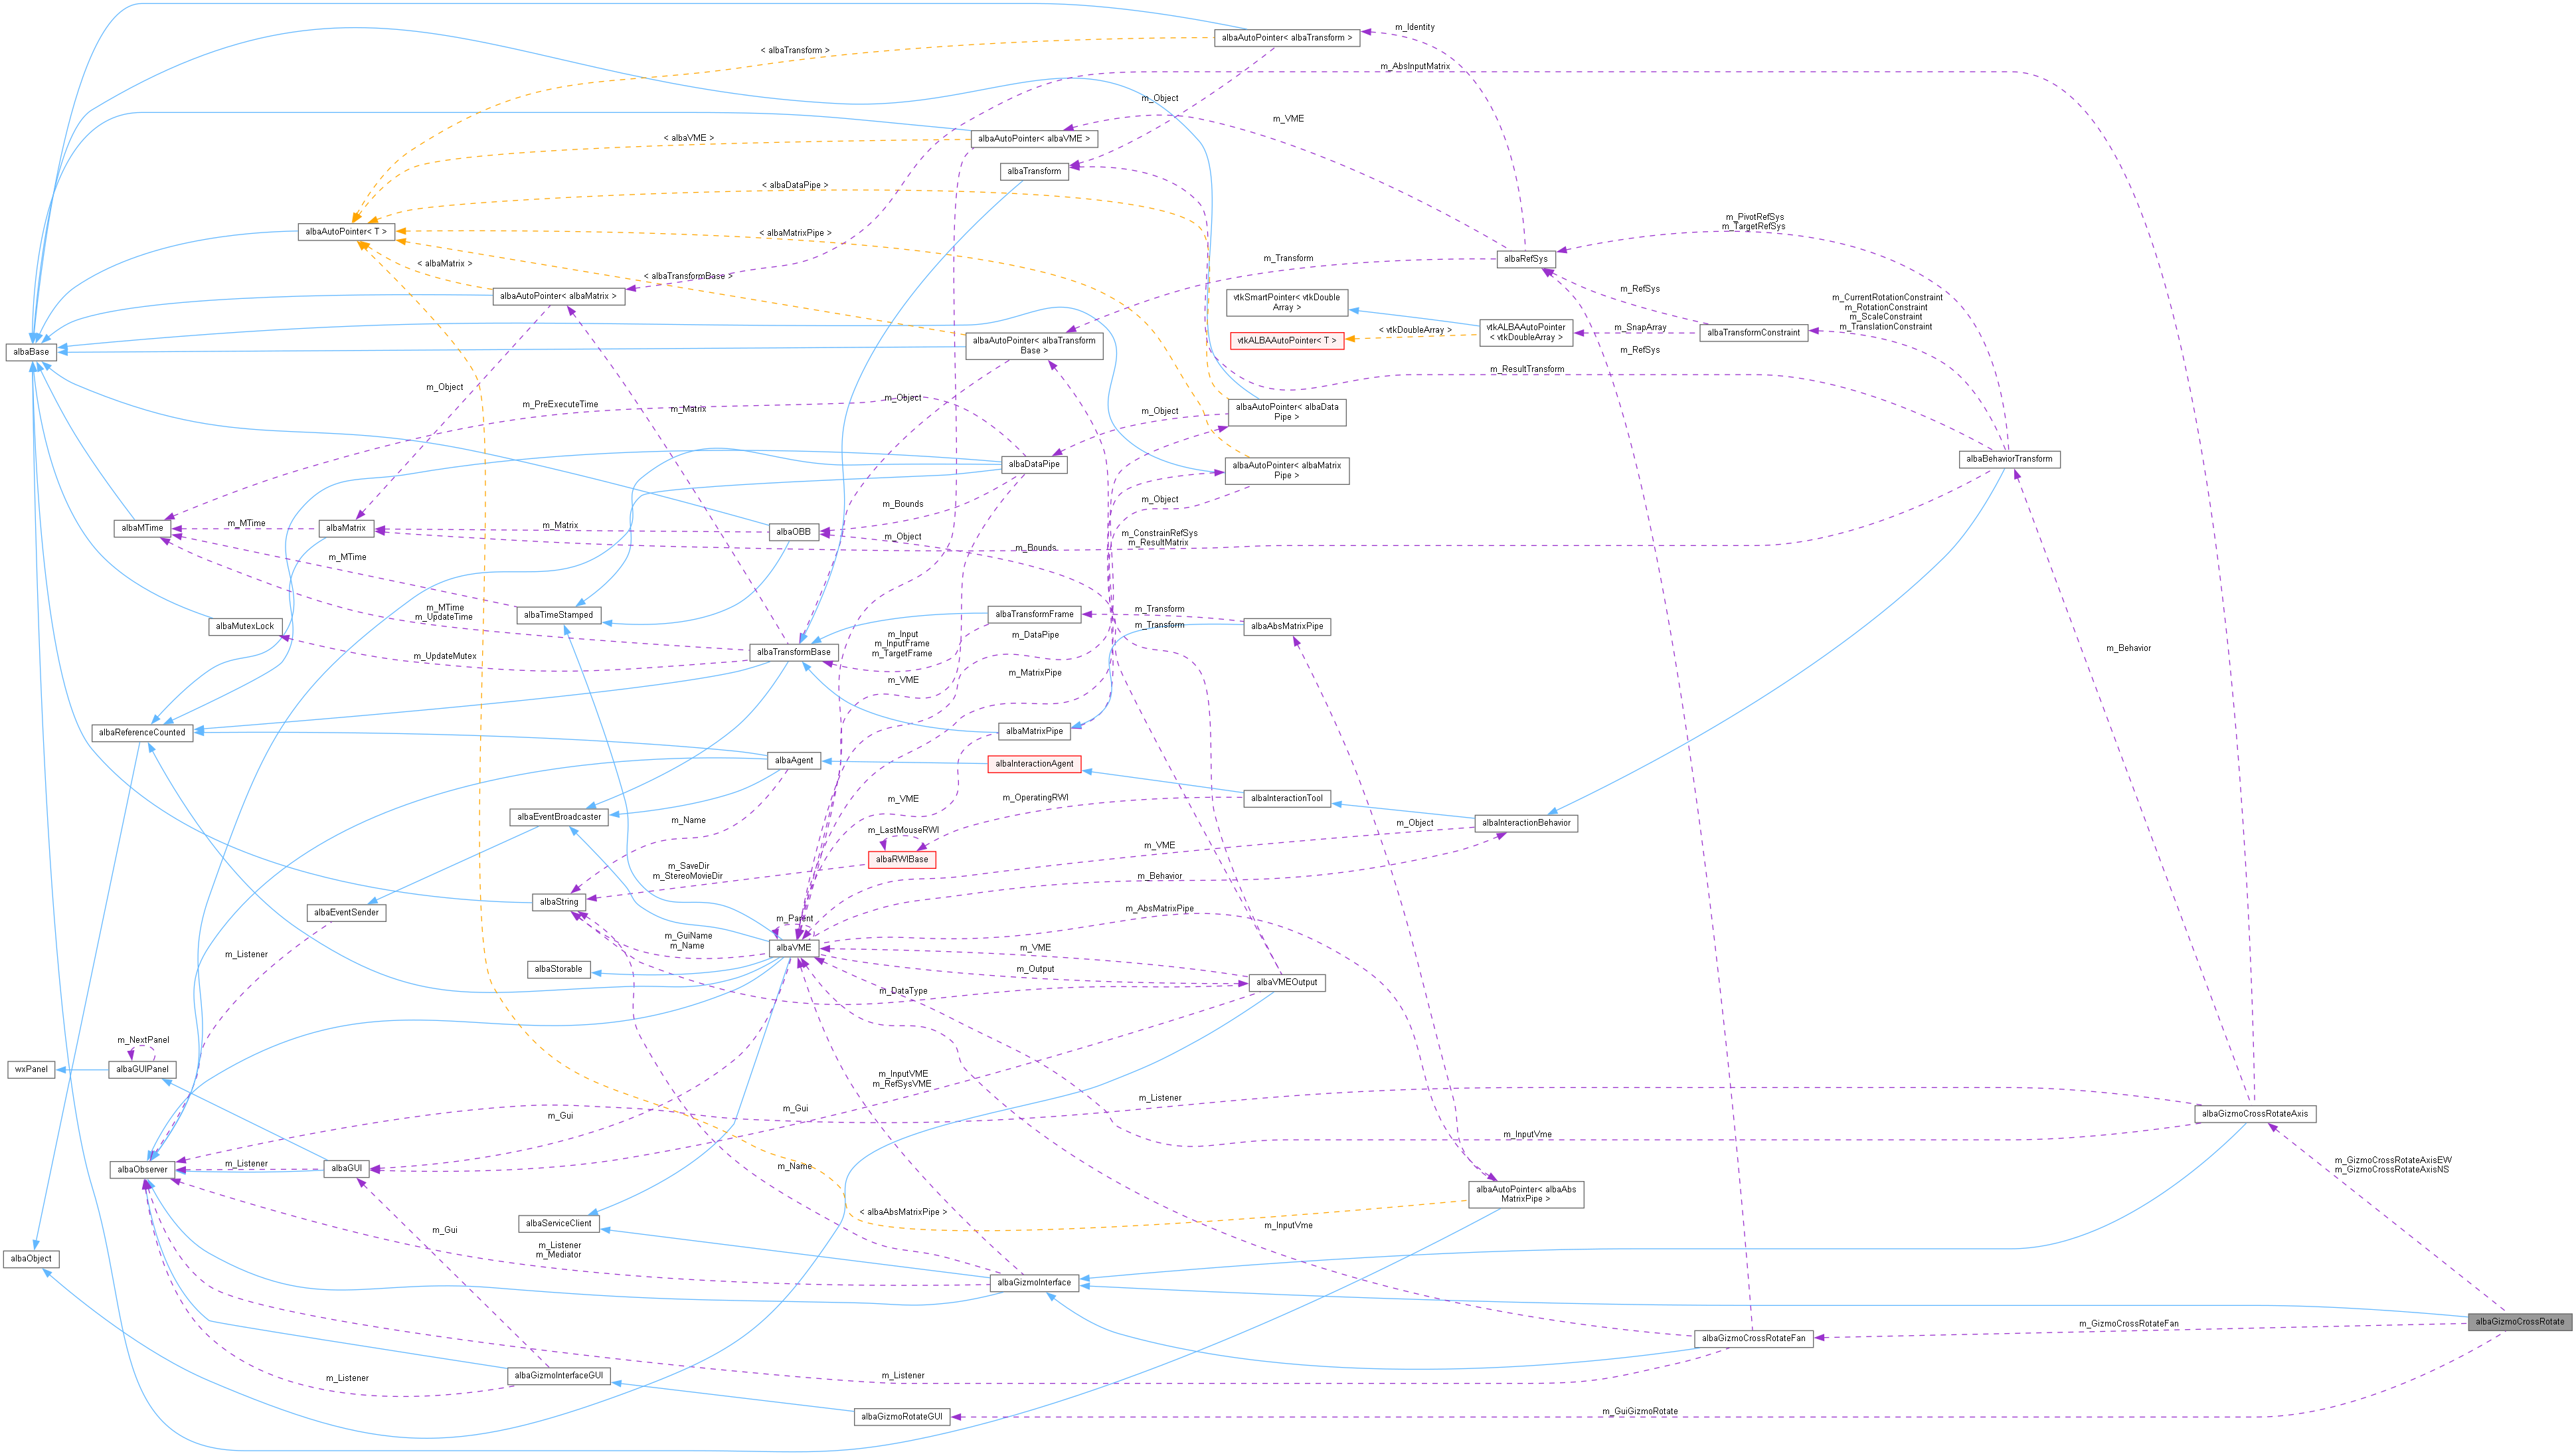 albaAutoPointer< albaTransform >
m_Identity
< albaTransform >
m_AbsInputMatrix
m_Object
m_VME
albaAutoPointer< albaVME >
< albaVME >
albaTransform
< albaDataPipe >
m_PivotRefSys
m_TargetRefSys
albaAutoPointer< T >
< albaMatrixPipe >
m_Transform
albaRefSys
< albaMatrix >
< albaTransformBase >
m_RefSys
albaAutoPointer< albaMatrix >
vtkSmartPointer< vtkDouble
Array >
m_CurrentRotationConstraint
m_RotationConstraint
m_ScaleConstraint
m_TranslationConstraint
< vtkDoubleArray >
vtkALBAAutoPointer
< vtkDoubleArray >
m_SnapArray
albaTransformConstraint
vtkALBAAutoPointer< T >
albaBase
albaAutoPointer< albaTransform
Base >
m_RefSys
m_ResultTransform
m_Object
m_PreExecuteTime
m_Object
m_Matrix
m_Object
albaAutoPointer< albaData
Pipe >
albaDataPipe
albaAutoPointer< albaMatrix
Pipe >
albaBehaviorTransform
m_Bounds
m_Object
albaMTime
m_MTime
albaMatrix
m_Matrix
albaOBB
m_Object
m_Bounds
m_ConstrainRefSys
m_ResultMatrix
m_MTime
m_MTime
m_UpdateTime
albaTimeStamped
albaMutexLock
albaTransformFrame
m_Transform
m_Transform
albaAbsMatrixPipe
m_UpdateMutex
albaTransformBase
m_Input
m_InputFrame
m_TargetFrame
m_DataPipe
m_MatrixPipe
m_VME
m_Behavior
albaReferenceCounted
albaMatrixPipe
albaAgent
albaInteractionAgent
m_VME
m_OperatingRWI
albaInteractionTool
albaEventBroadcaster
m_Name
m_LastMouseRWI
albaRWIBase
m_Object
albaInteractionBehavior
m_SaveDir
m_StereoMovieDir
m_VME
m_Behavior
albaString
albaEventSender
m_AbsMatrixPipe
m_Parent
m_GuiName
m_Name
albaVME
m_VME
m_Output
m_Listener
albaStorable
m_DataType
albaVMEOutput
m_NextPanel
wxPanel
albaGUIPanel
m_InputVME
m_RefSysVME
m_Gui
m_Gui
m_Listener
albaGizmoCrossRotateAxis
m_InputVme
albaObserver
m_Listener
albaGUI
m_Name
m_GizmoCrossRotateAxisEW
m_GizmoCrossRotateAxisNS
albaAutoPointer< albaAbs
MatrixPipe >
< albaAbsMatrixPipe >
albaServiceClient
m_Gui
m_InputVme
albaObject
m_Listener
m_Mediator
albaGizmoInterface
albaGizmoCrossRotate
m_GizmoCrossRotateFan
albaGizmoCrossRotateFan
albaGizmoInterfaceGUI
m_Listener
m_Listener
albaGizmoRotateGUI
m_GuiGizmoRotate